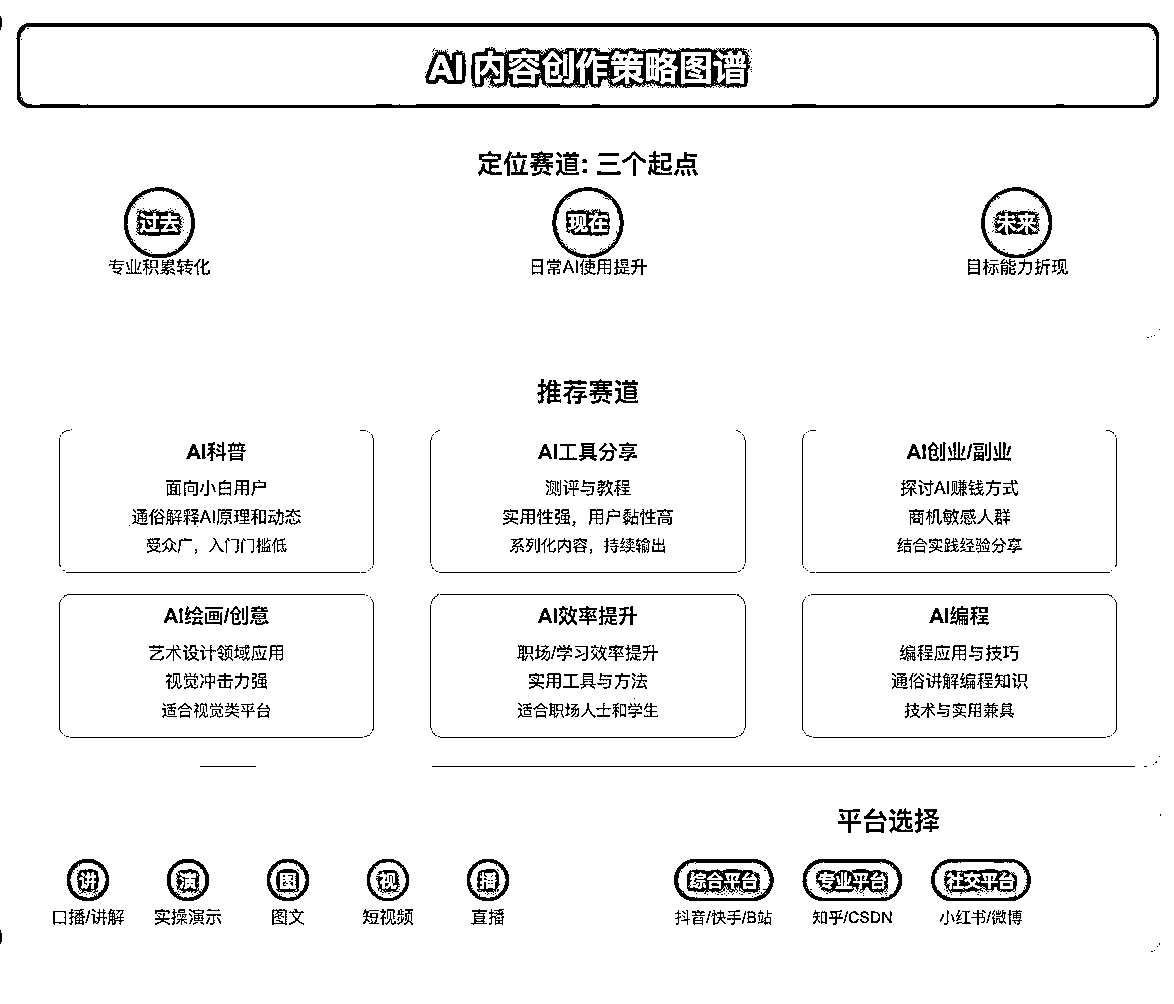 AI 内容创作策略图谱
定位赛道: 三个起点
过去
专业积累转化
现在
日常AI使用提升
未来
目标能力折现
推荐赛道
AI科普
面向小白用户
通俗解释AI原理和动态
受众广，入门门槛低
AI工具分享
测评与教程
实用性强，用户黏性高
系列化内容，持续输出
AI创业/副业
探讨AI赚钱方式
商机敏感人群
结合实践经验分享
AI绘画/创意
艺术设计领域应用
视觉冲击力强
适合视觉类平台
AI效率提升
职场/学习效率提升
实用工具与方法
适合职场人士和学生
AI编程
编程应用与技巧
通俗讲解编程知识
技术与实用兼具
讲
口播/讲解
演
实操演示
图
图文
视
短视频
播
直播
平台选择
综合平台
抖音/快手/B站
专业平台
知乎/CSDN
社交平台
小红书/微博